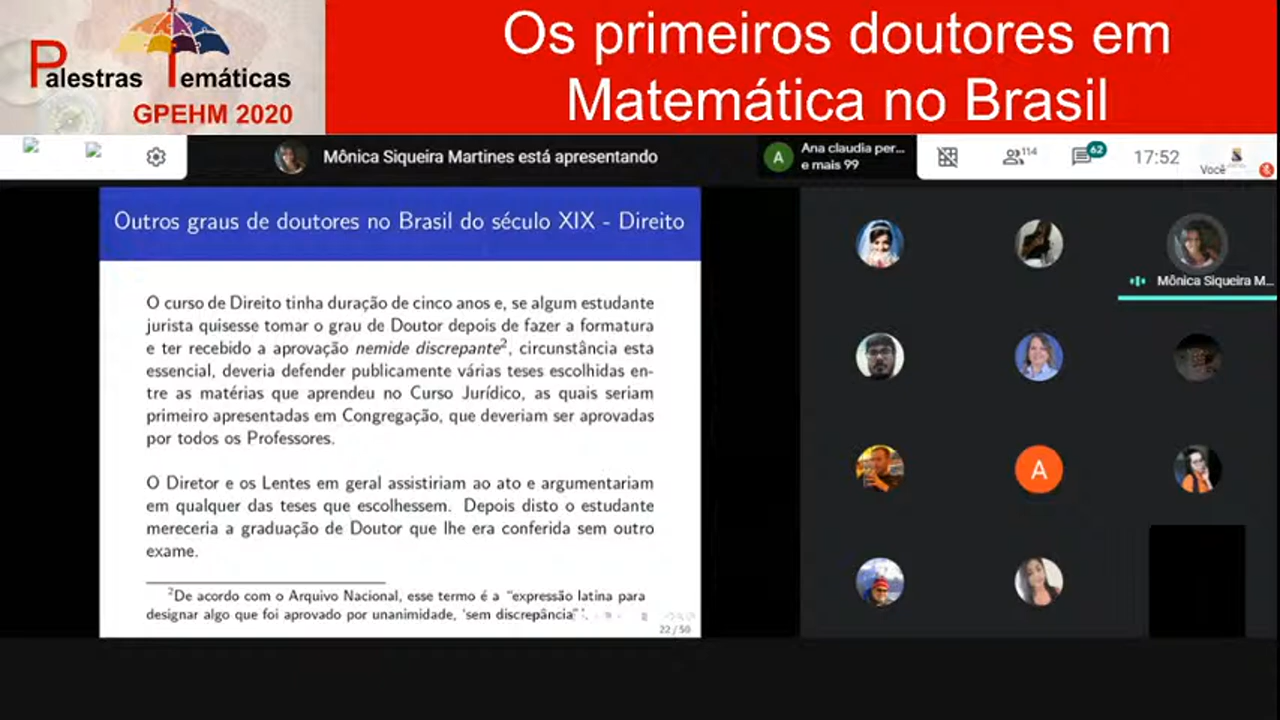 Palestras Temáticas
GPEHM 2020
Os primeiros doutores em
Matemática no Brasil
Mônica Siqueira Martines está apresentando
A
Ana claudia per...
e mais 99
114
62
17:52
Você
Outros graus de doutores no Brasil do século XIX - Direito
O curso de Direito tinha duração de cinco anos e, se algum estudante
jurista quisesse tomar o grau de Doutor depois de fazer a formatura
e ter recebido a aprovação nemide discrepante², circunstância esta
essencial, deveria defender publicamente várias teses escolhidas en-
tre as matérias que aprendeu no Curso Jurídico, as quais seriam
primeiro apresentadas em Congregação, que deveriam ser aprovadas
por todos os Professores.
O Diretor e os Lentes em geral assistiriam ao ato e argumentariam
em qualquer das teses que escolhessem. Depois disto o estudante
mereceria a graduação de Doutor que lhe era conferida sem outro
exame.
²De acordo com o Arquivo Nacional, esse termo é a “expressão latina para
designar algo que foi aprovado por unanimidade, ‘sem discrepância’”.
22/50
Mônica Siqueira M...
A